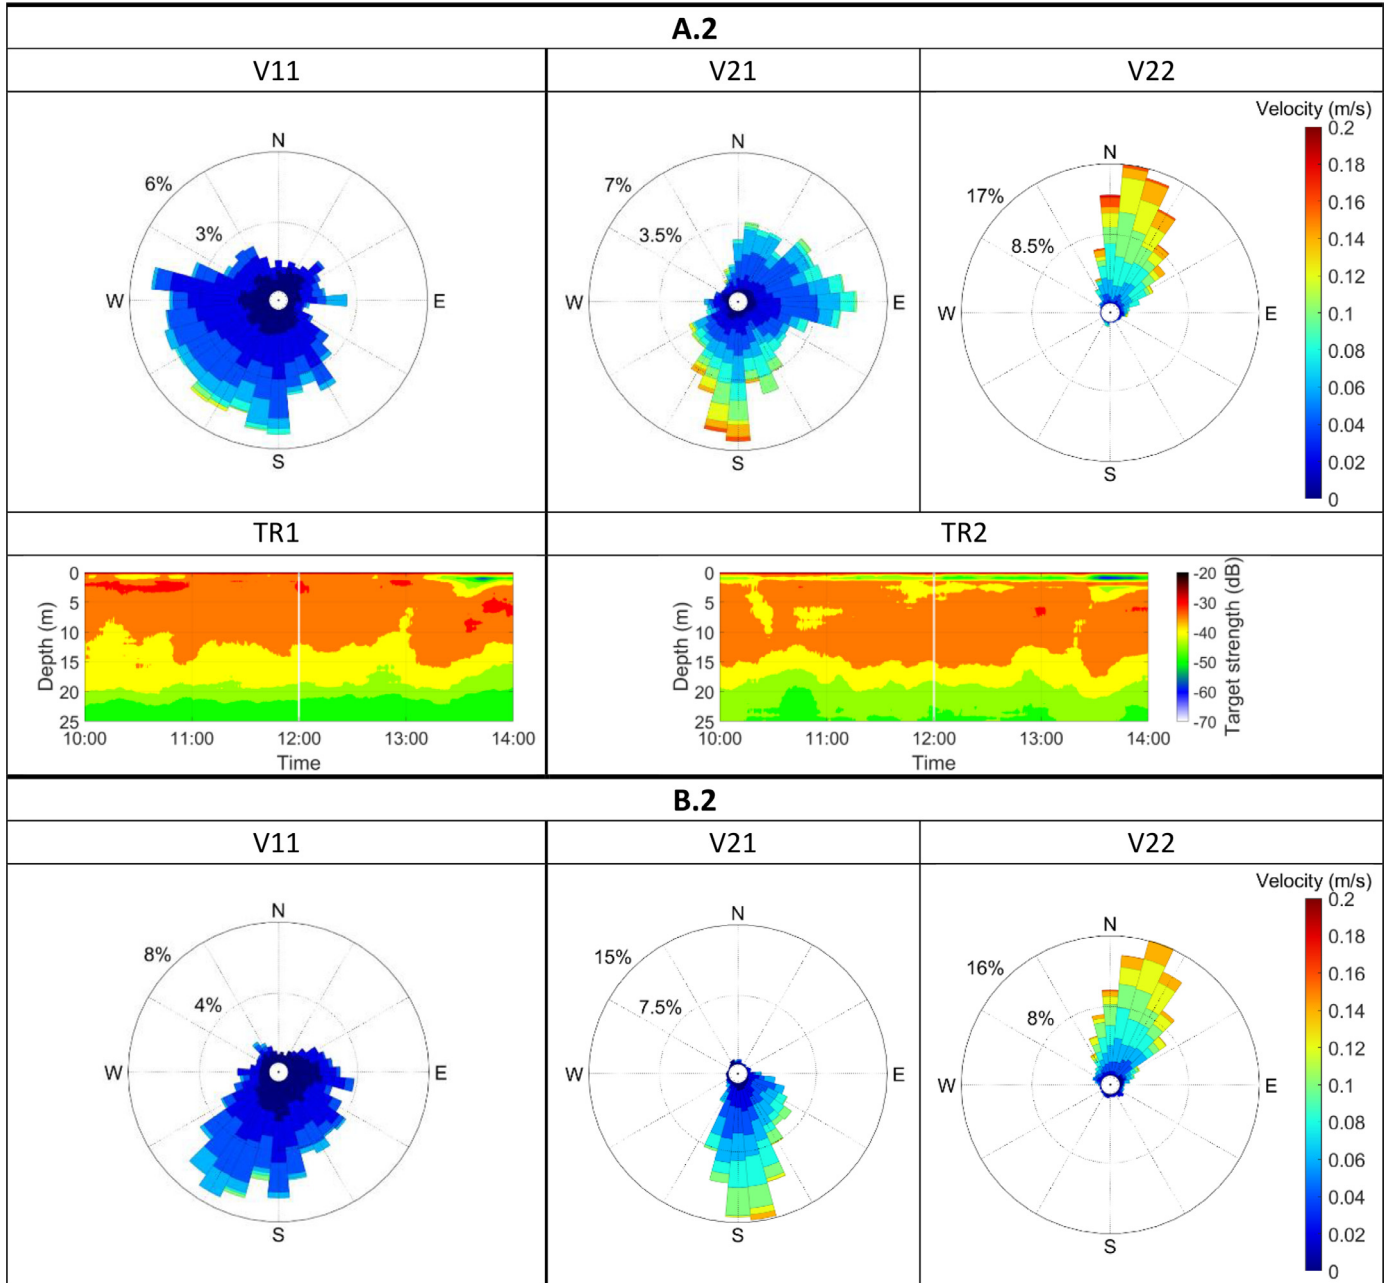 A.2
V11
V21
V22
N
6%
3%
W
E
S
N
7%
3.5%
W
E
S
N
17%
8.5%
W
E
S
Velocity (m/s)
0.2
0.18
0.16
0.14
0.12
0.1
0.08
0.06
0.04
0.02
0
TR1
TR2
Depth (m)
0
5
10
15
20
25
10:00 11:00 12:00 13:00 14:00
Time
Depth (m)
0
5
10
15
20
25
10:00 11:00 12:00 13:00 14:00
Time
-20
-30
-40
-50
-60
-70
Target strength (dB)
B.2
V11
V21
V22
N
8%
4%
W
E
S
N
15%
7.5%
W
E
S
N
16%
8%
W
E
S
Velocity (m/s)
0.2
0.18
0.16
0.14
0.12
0.1
0.08
0.06
0.04
0.02
0